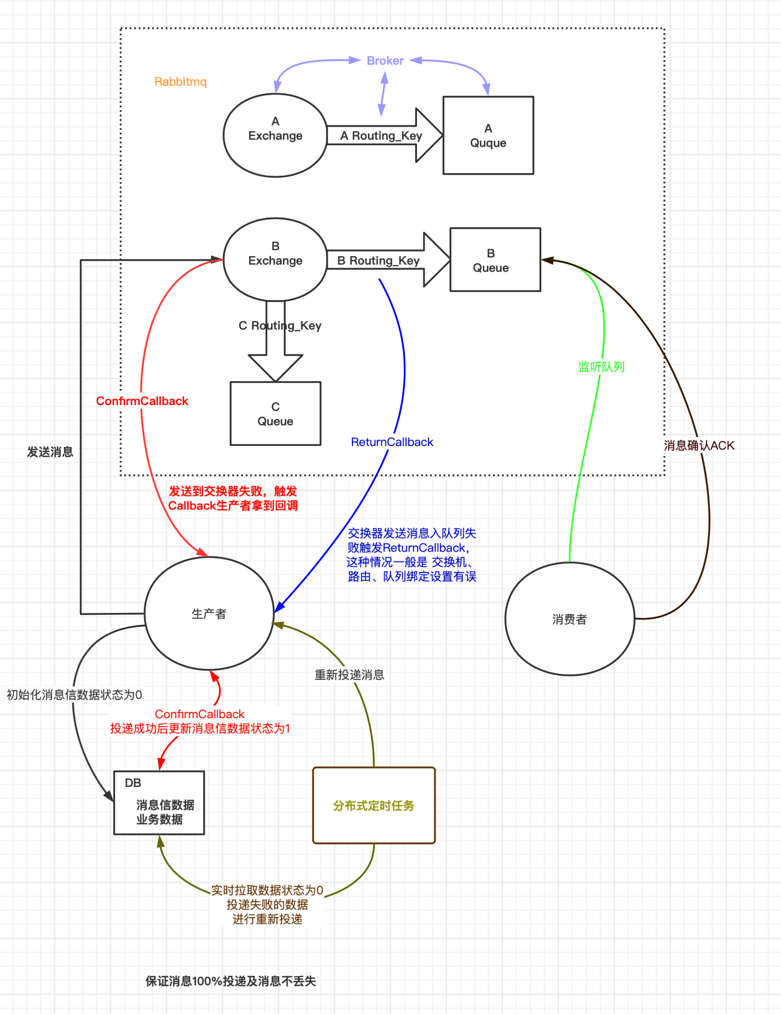 Broker
Rabbitmq
A
Exchange
A Routing_Key
A
Quque
B
Exchange
B Routing_Key
B
Queue
C Routing_Key
C
Queue
监听队列
ConfirmCallback
ReturnCallback
消息确认ACK
发送消息
发送到交换器失败，触发
Callback生产者拿到回调
交换器发送消息入队列失
败触发ReturnCallback，
这种情况一般是 交换机、
路由、队列绑定设置有误
生产者
消费者
重新投递消息
初始化消息信数据状态为0
ConfirmCallback
投递成功后更新消息信数据状态为1
DB
消息信数据
业务数据
分布式定时任务
实时拉取数据状态为0
投递失败的数据
进行重新投递
保证消息100%投递及消息不丢失